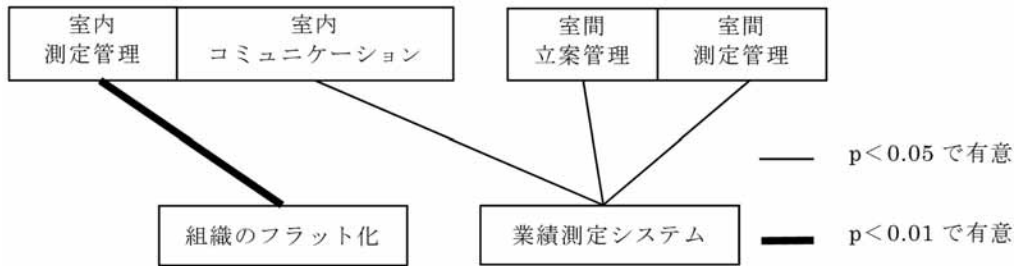 室内
測定管理
室内
コミュニケーション
室間
立案管理
室間
測定管理
p<0.05 で有意
組織のフラット化
業績測定システム
p<0.01 で有意